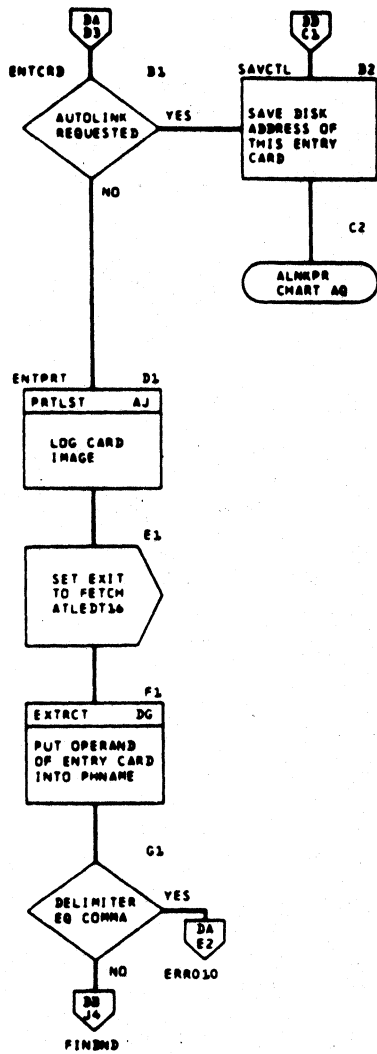 DA
B3
DB
C1
ENTCRD
B1
SAVCTL
B2
AUTOLINK
REQUESTED
YES
SAVE DISK
ADDRESS OF
THIS ENTRY
CARD
NO
C2
ALNKPR
CHART AQ
ENTPRT
D1
PRTLST AJ
LOG CARD
IMAGE
E1
SET EXIT
TO FETCH
ATLEDT16
F1
EXTRCT DG
PUT OPERAND
OF ENTRY CARD
INTO PHNAME
G1
DELIMITER
EQ COMMA
YES
DA
E2
ERR010
NO
DB
J4
FINBND